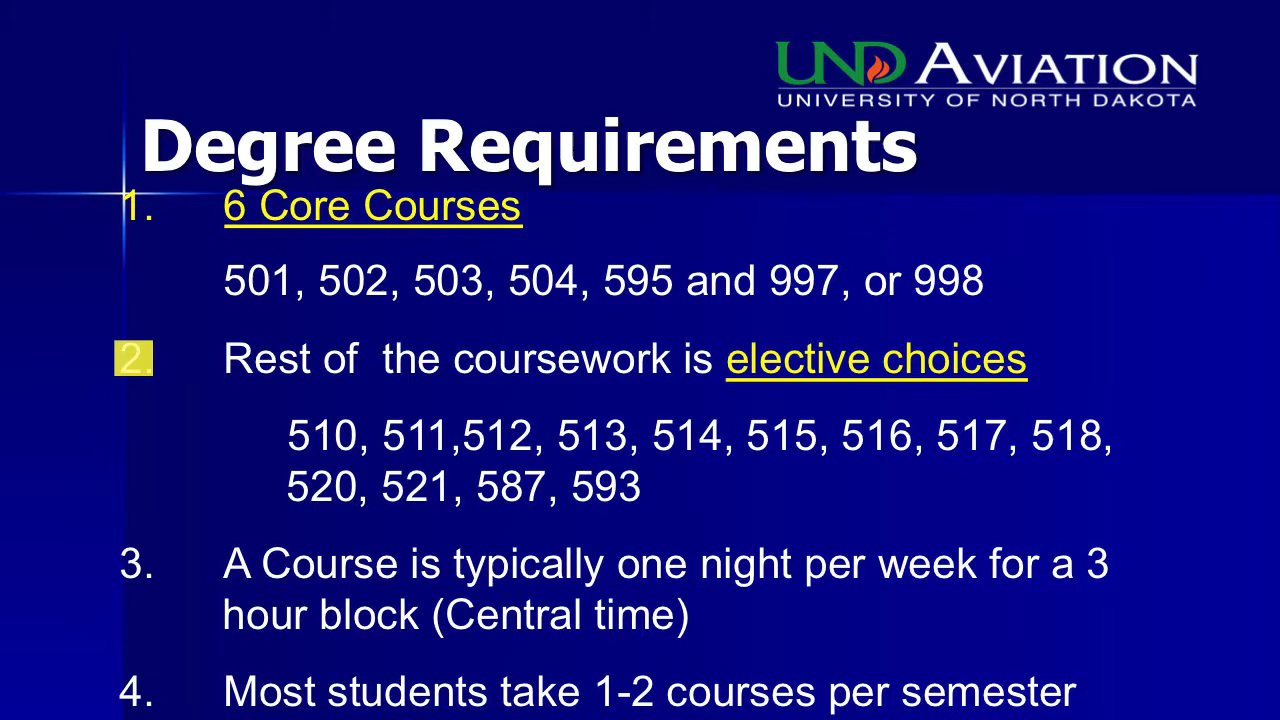 UND AVIATION
UNIVERSITY OF NORTH DAKOTA
Degree Requirements
1. 6 Core Courses
501, 502, 503, 504, 595 and 997, or 998
2. Rest of the coursework is elective choices
510, 511,512, 513, 514, 515, 516, 517, 518,
520, 521, 587, 593
3. A Course is typically one night per week for a 3
hour block (Central time)
4. Most students take 1-2 courses per semester